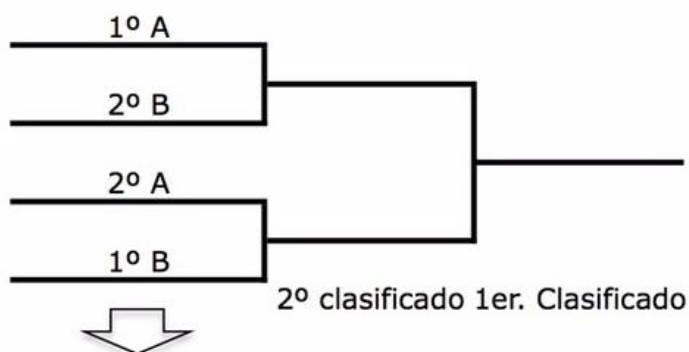 1º A
2º B
2º A
1º B
2º clasificado 1er. Clasificado